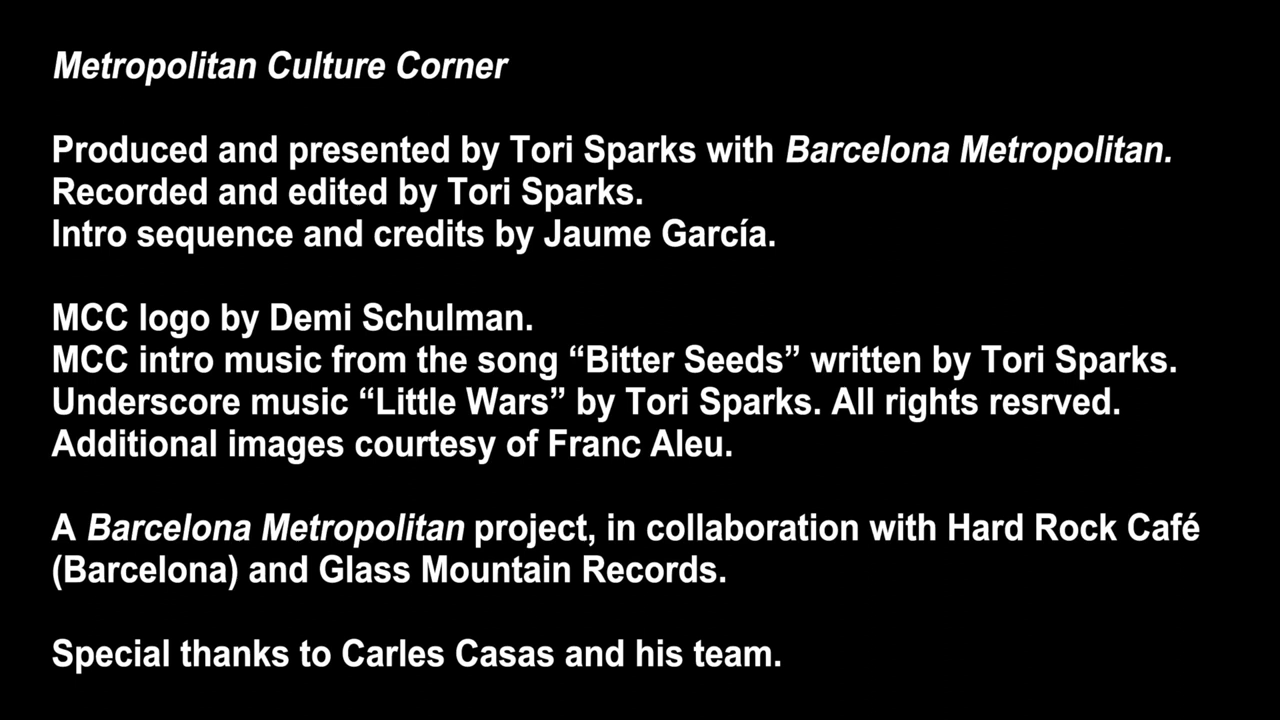 Metropolitan Culture Corner
Produced and presented by Tori Sparks with Barcelona Metropolitan.
Recorded and edited by Tori Sparks.
Intro sequence and credits by Jaume García.
MCC logo by Demi Schulman.
MCC intro music from the song “Bitter Seeds” written by Tori Sparks.
Underscore music “Little Wars” by Tori Sparks. All rights resrved.
Additional images courtesy of Franc Aleu.
A Barcelona Metropolitan project, in collaboration with Hard Rock Café
(Barcelona) and Glass Mountain Records.
Special thanks to Carles Casas and his team.